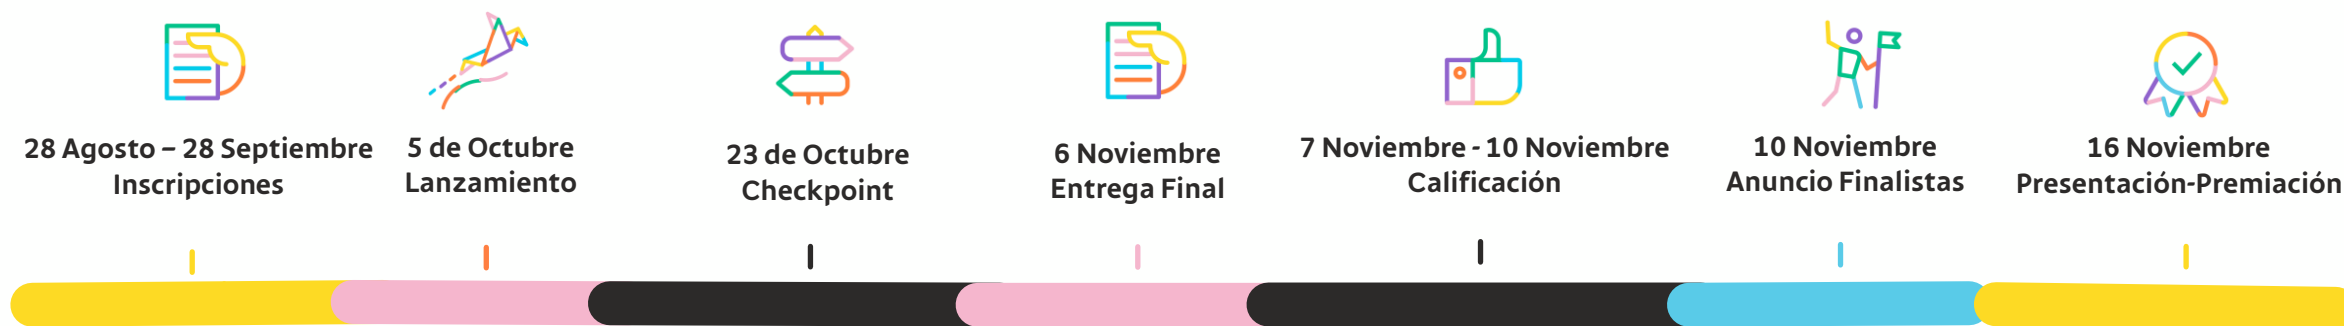 28 Agosto – 28 Septiembre
Inscripciones
5 de Octubre
Lanzamiento
23 de Octubre
Checkpoint
6 Noviembre
Entrega Final
7 Noviembre - 10 Noviembre
Calificación
10 Noviembre
Anuncio Finalistas
16 Noviembre
Presentación-Premiación